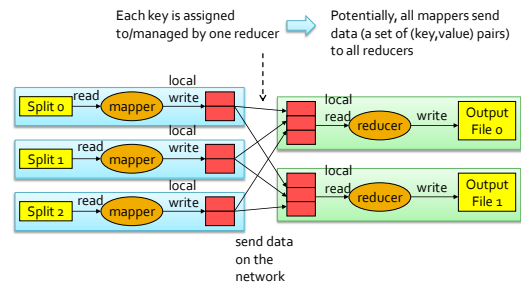 Each key is assigned
to/managed by one reducer
Potentially, all mappers send
data (a set of (key,value) pairs)
to all reducers
Split 0
read
mapper
local
write
Split 1
read
mapper
local
write
Split 2
read
mapper
local
write
local
read
reducer
write
Output
File 0
local
read
reducer
write
Output
File 1
send data
on the
network